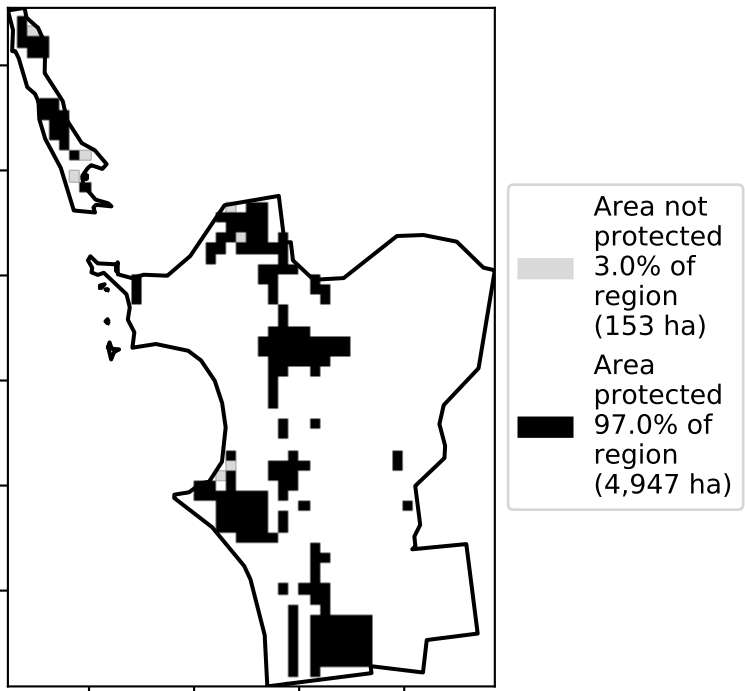 Area not
protected
3.0% of
region
(153 ha)
Area
protected
97.0% of
region
(4,947 ha)